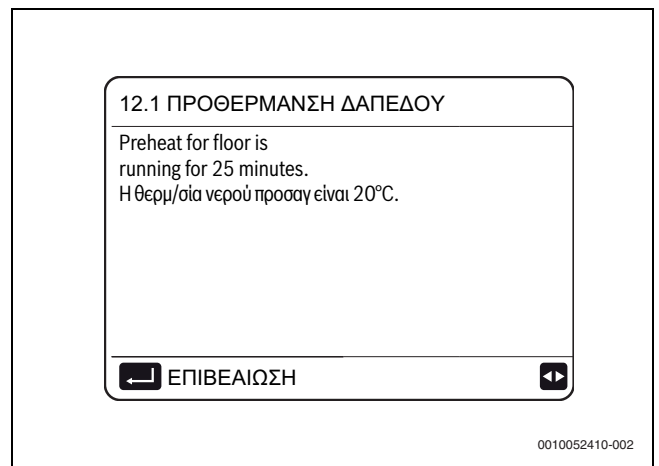 12.1 ΠΡΟΘΕΡΜΑΝΣΗ ΔΑΠΕΔΟΥ
Preheat for floor is
running for 25 minutes.
Η θερμ/σία νερού προσαγ είναι 20°C.
ΕΠΙΒΕΑΙΩΣΗ
0010052410-002